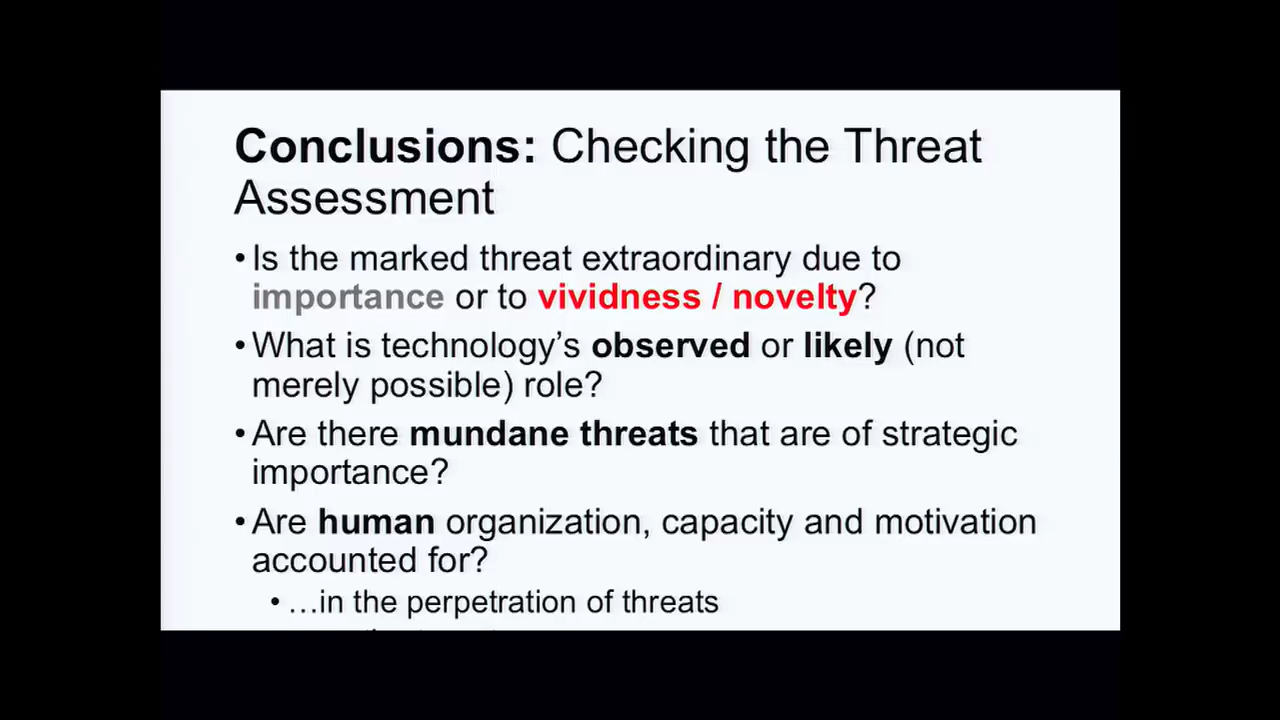 Conclusions: Checking the Threat
Assessment
• Is the marked threat extraordinary due to
importance or to vividness / novelty?
• What is technology’s observed or likely (not
merely possible) role?
• Are there mundane threats that are of strategic
importance?
• Are human organization, capacity and motivation
accounted for?
• …in the perpetration of threats